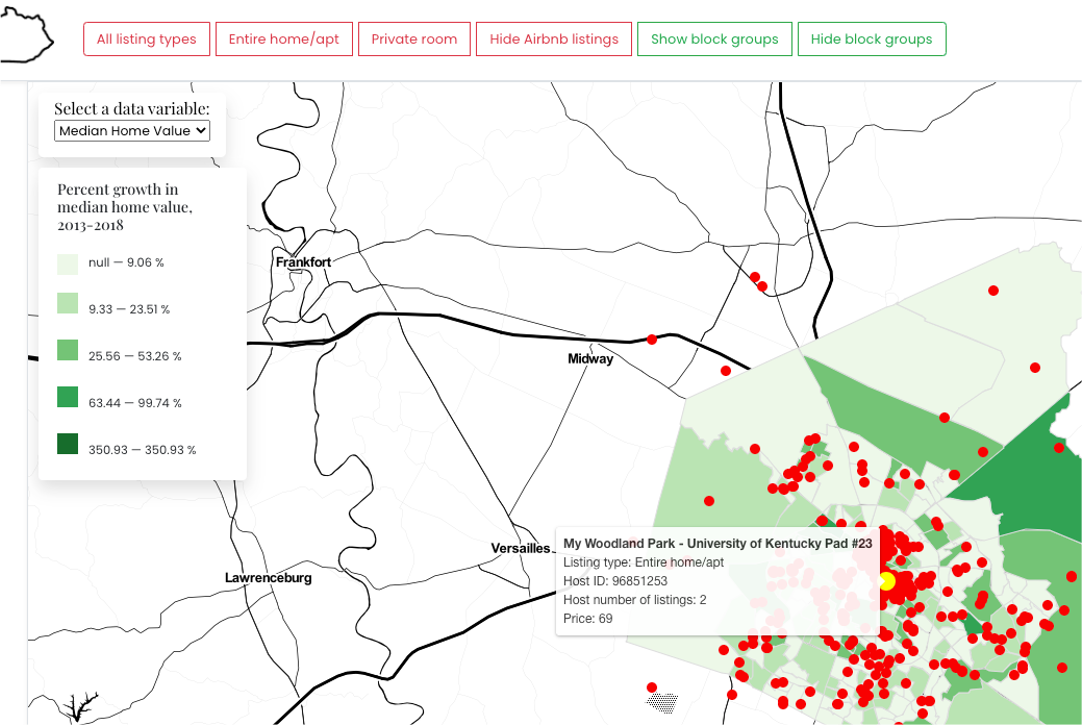 All listing types
Entire home/apt
Private room
Hide Airbnb listings
Show block groups
Hide block groups
Select a data variable:
Median Home Value
Percent growth in
median home value,
2013-2018
null — 9.06 %
9.33 — 23.51 %
25.56 — 53.26 %
63.44 — 99.74 %
350.93 — 350.93 %
Frankfort
Midway
Versailles
Lawrenceburg
My Woodland Park - University of Kentucky Pad #23
Listing type: Entire home/apt
Host ID: 96851253
Host number of listings: 2
Price: 69